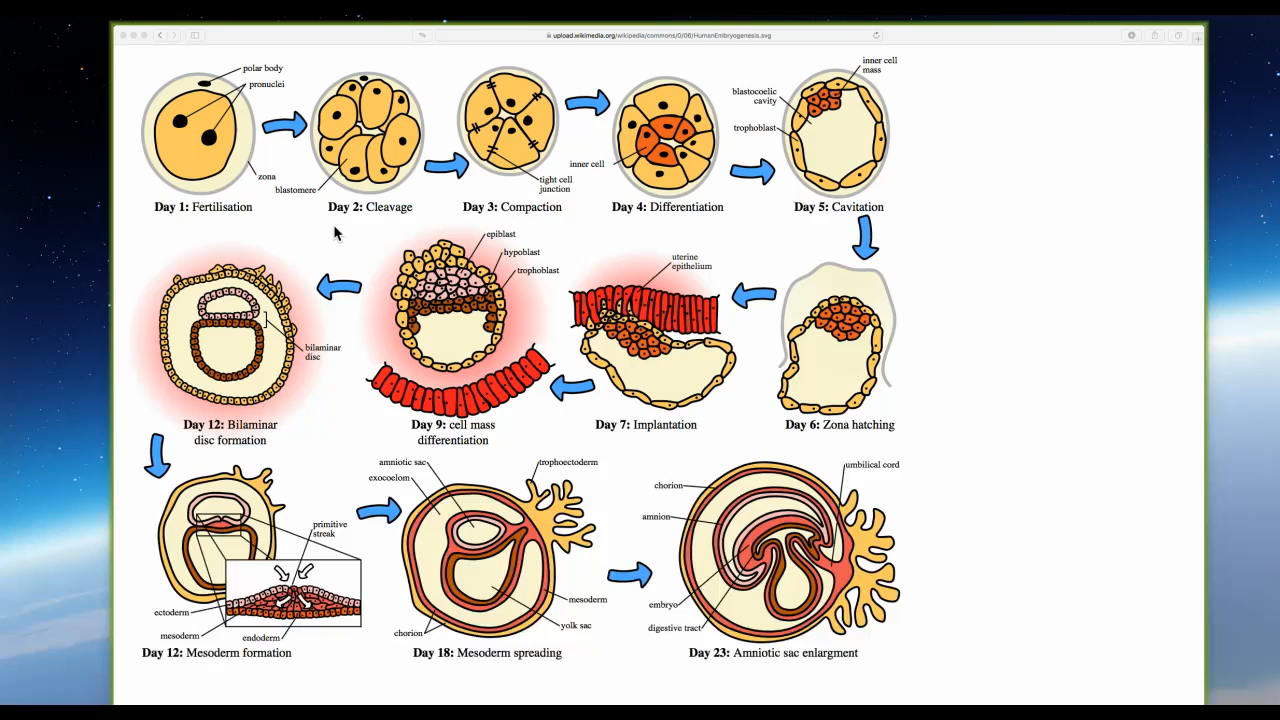 upload.wikimedia.org/wikipedia/commons/0/06/HumanEmbryogenesis.svg
polar body
pronuclei
zona
Day 1: Fertilisation
blastomere
Day 2: Cleavage
tight cell
junction
Day 3: Compaction
inner cell
Day 4: Differentiation
inner cell
mass
blastocoelic
cavity
trophoblast
Day 5: Cavitation
bilaminar
disc
Day 12: Bilaminar
disc formation
epiblast
hypoblast
trophoblast
Day 9: cell mass
differentiation
uterine
epithelium
Day 7: Implantation
Day 6: Zona hatching
primitive
streak
ectoderm
mesoderm
endoderm
Day 12: Mesoderm formation
amniotic sac
exocoelom
trophoectoderm
mesoderm
yolk sac
chorion
Day 18: Mesoderm spreading
umbilical cord
chorion
amnion
embryo
digestive tract
Day 23: Amniotic sac enlargment